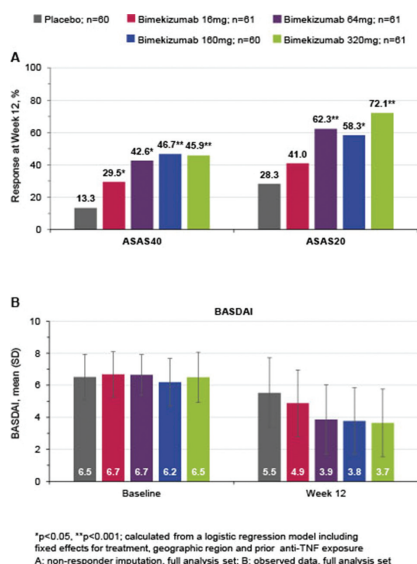 Placebo; n=60 Bimekizumab 16mg; n=61 Bimekizumab 64mg; n=61
Bimekizumab 160mg; n=60 Bimekizumab 320mg; n=61
A
Response at Week 12, %
100
80
60
40
20
0
13.3 29.5* 42.6* 46.7** 45.9**
28.3 41.0 62.3** 58.3* 72.1**
ASAS40 ASAS20
B
BASDAI
BASDAI, mean (SD)
10
8
6
4
2
0
6.5 6.7 6.7 6.2 6.5
5.5 4.9 3.9 3.8 3.7
Baseline Week 12
*p<0.05, **p<0.001; calculated from a logistic regression model including
fixed effects for treatment, geographic region and prior anti-TNF exposure
A: non-responder imputation, full analysis set; B: observed data, full analysis set